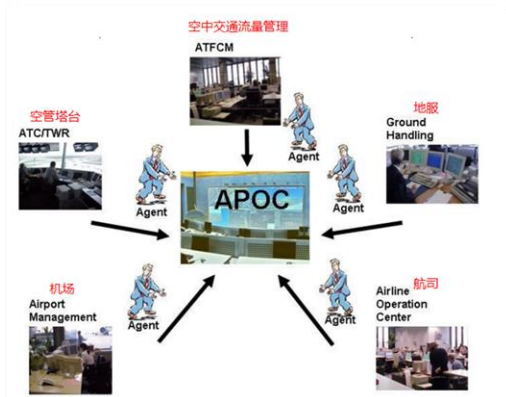 空中交通流量管理
ATFCM
空管塔台
ATC/TWR
地服
Ground
Handling
Agent
Agent
Agent
APOC
机场
Airport
Management
Agent
航司
Airline
Operation
Center
Agent